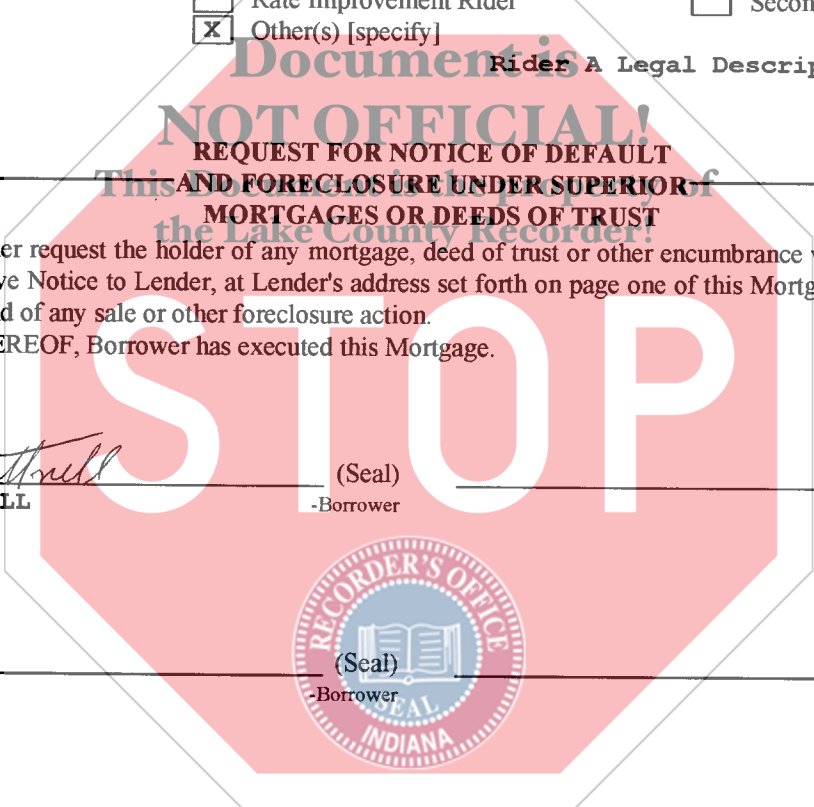 Rate Improvement Rider
X Other(s) [specify]
Rider A Legal Descrip
Document is
NOT OFFICIAL!
REQUEST FOR NOTICE OF DEFAULT
This Document is the property of
AND FORECLOSURE UNDER SUPERIOR
MORTGAGES OR DEEDS OF TRUST
the Lake County Recorder!
er request the holder of any mortgage, deed of trust or other encumbrance
ve Notice to Lender, at Lender's address set forth on page one of this Mortg
d of any sale or other foreclosure action.
EREOF, Borrower has executed this Mortgage.
STOP
(Seal)
LL
-Borrower
RECORDER'S OFFICE
(Seal)
-Borrower
SEAL
INDIANA